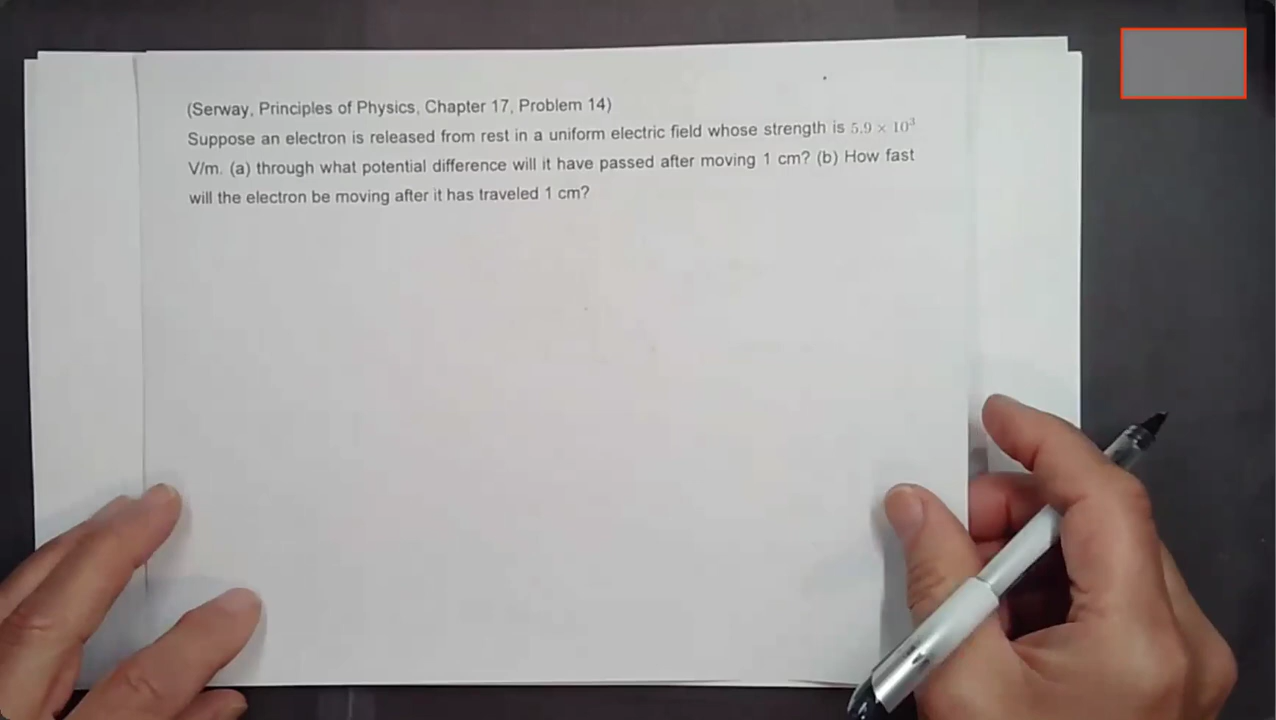 (Serway, Principles of Physics, Chapter 17, Problem 14)
Suppose an electron is released from rest in a uniform electric field whose strength is 5.9 × 10³
V/m. (a) through what potential difference will it have passed after moving 1 cm? (b) How fast
will the electron be moving after it has traveled 1 cm?